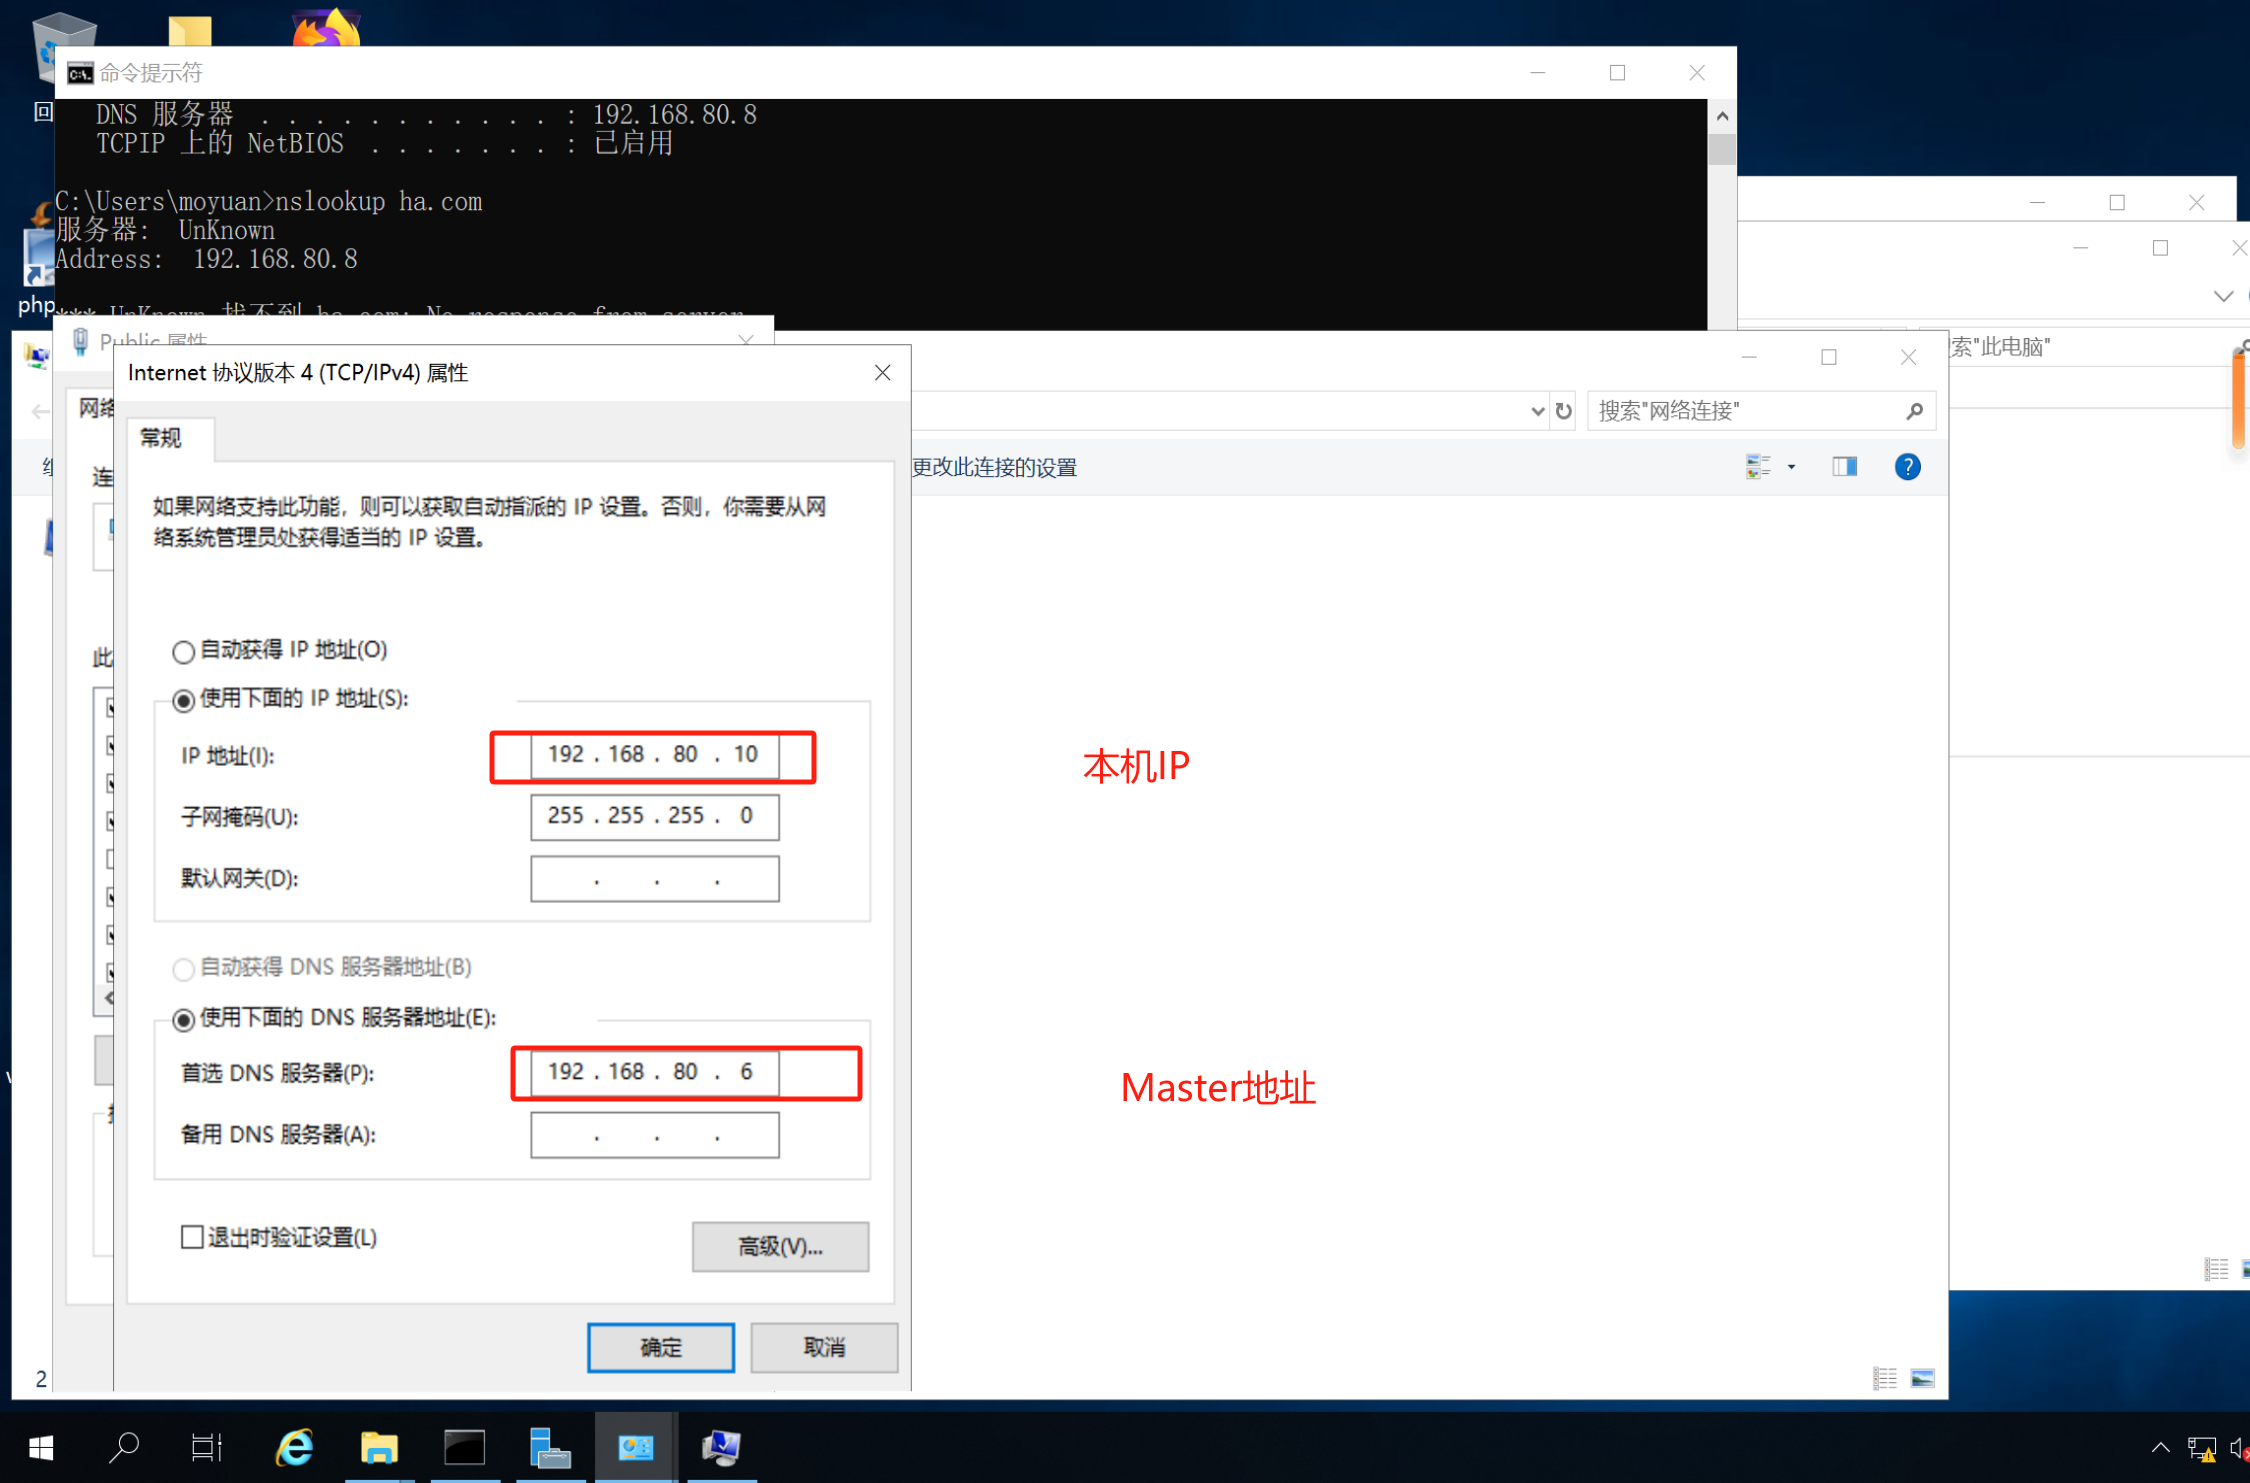 命令提示符
DNS 服务器 . . . . . . . . . . . . : 192.168.80.8
TCPIP 上的 NetBIOS . . . . . . . : 已启用
C:\Users\moyuan>nslookup ha.com
服务器: UnKnown
Address: 192.168.80.8
*** UnKnown 找不到 ha.com: No response from server
回
php
Public 属性
Internet 协议版本 4 (TCP/IPv4) 属性
搜索"网络连接"
索"此电脑"
网络
常规
更改此连接的设置
连
如果网络支持此功能，则可以获取自动指派的 IP 设置。否则，你需要从网
络系统管理员处获得适当的 IP 设置。
此
自动获得 IP 地址(O)
使用下面的 IP 地址(S):
IP 地址(I): 192 . 168 . 80 . 10
本机IP
子网掩码(U): 255 . 255 . 255 . 0
默认网关(D): . . .
自动获得 DNS 服务器地址(B)
使用下面的 DNS 服务器地址(E):
首选 DNS 服务器(P): 192 . 168 . 80 . 6
Master地址
备用 DNS 服务器(A): . . .
退出时验证设置(L)
高级(V)...
确定
取消
2